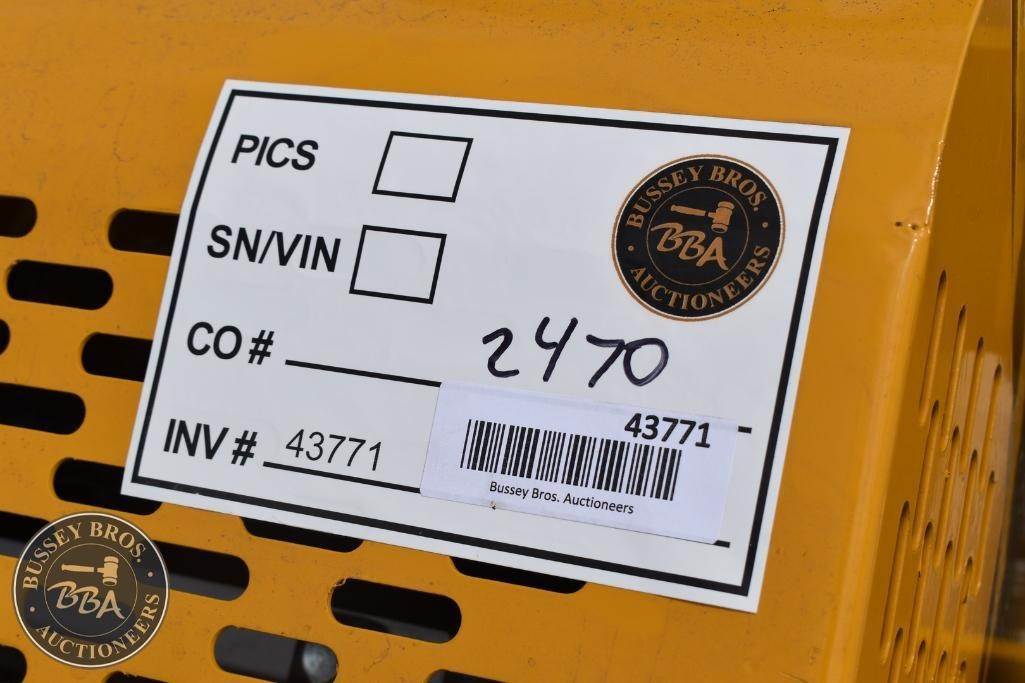 PICS
SN/VIN
CO # 2470
INV # 43771
43771
Bussey Bros. Auctioneers
BUSSEY BROS.
BBA
AUCTIONEERS
BUSSEY BROS.
BBA
AUCTIONEERS